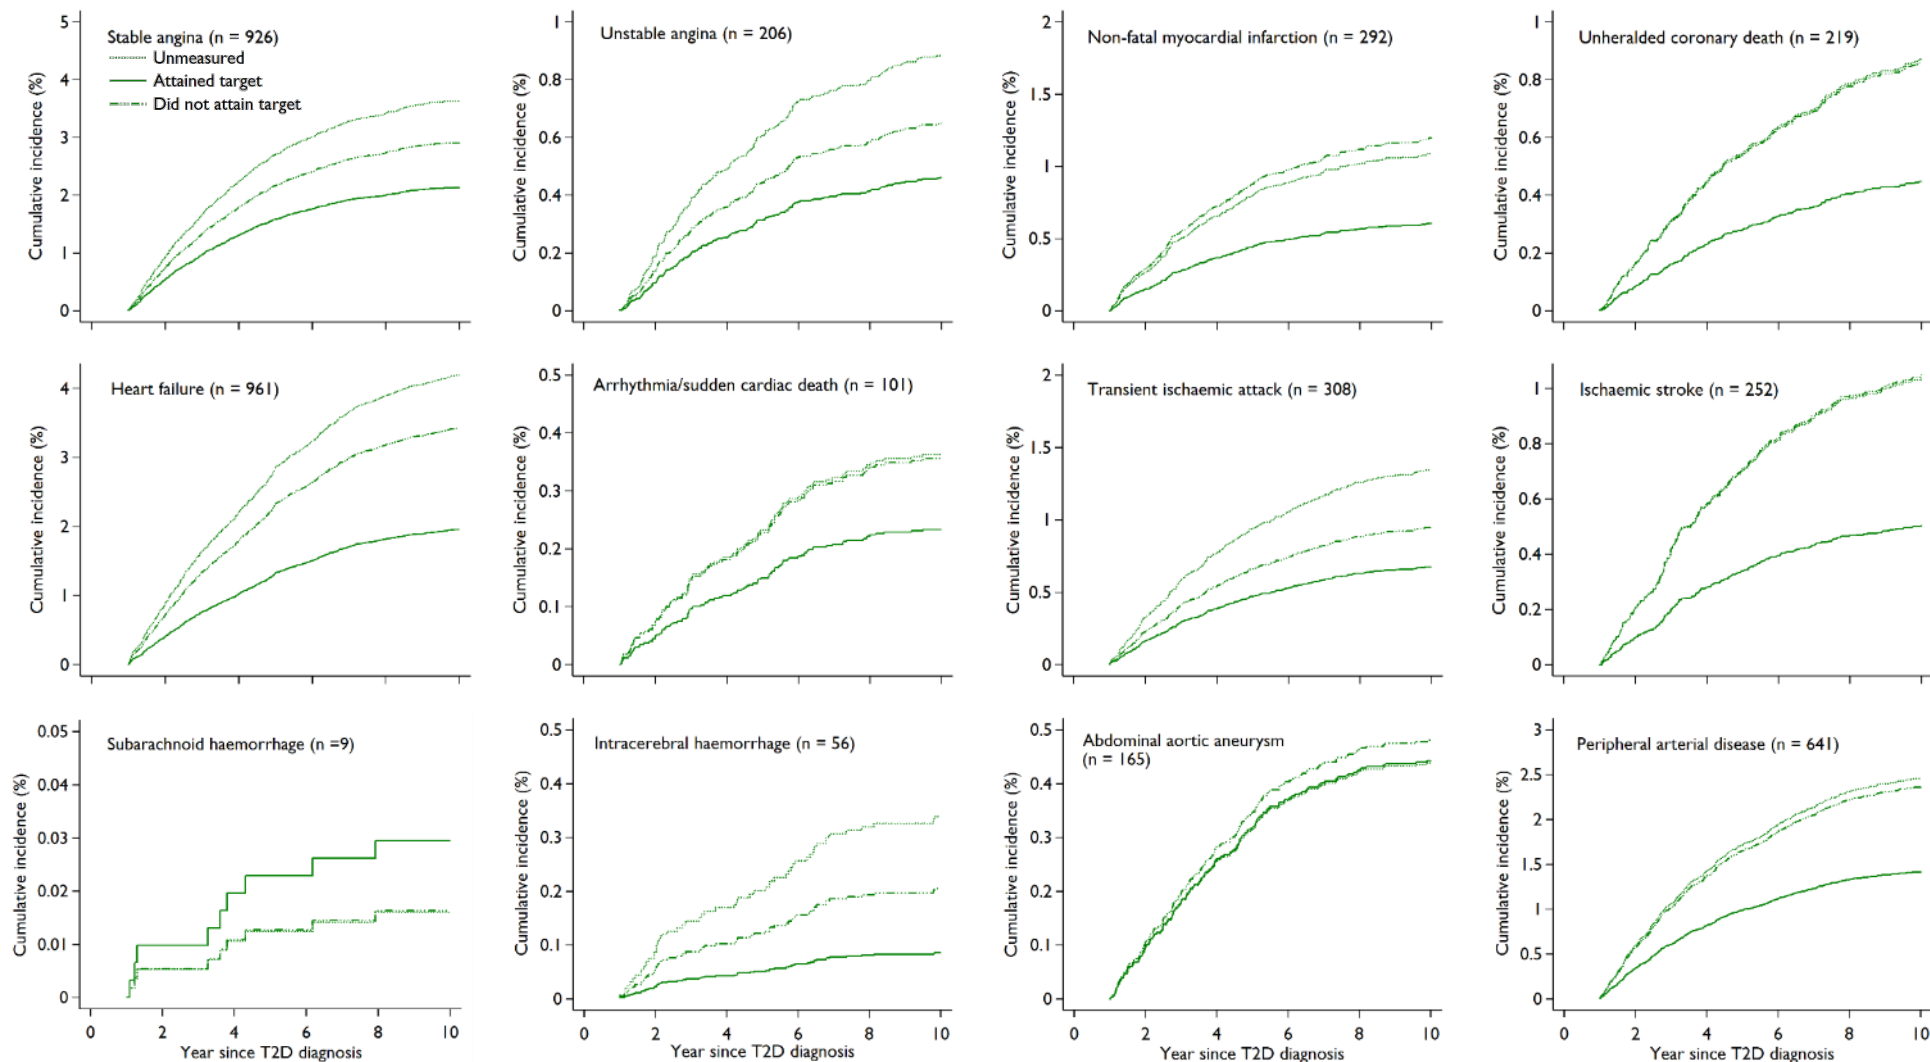 Stable angina (n = 926)
Unmeasured
Attained target
Did not attain target
Cumulative incidence (%)
5
4
3
2
1
0
Unstable angina (n = 206)
Cumulative incidence (%)
1
0.8
0.6
0.4
0.2
0
Non-fatal myocardial infarction (n = 292)
Cumulative incidence (%)
2
1.5
1
0.5
0
Unheralded coronary death (n = 219)
Cumulative incidence (%)
1
0.8
0.6
0.4
0.2
0
Heart failure (n = 961)
Cumulative incidence (%)
4
3
2
1
0
Arrhythmia/sudden cardiac death (n = 101)
Cumulative incidence (%)
0.5
0.4
0.3
0.2
0.1
0
Transient ischaemic attack (n = 308)
Cumulative incidence (%)
2
1.5
1
0.5
0
Ischaemic stroke (n = 252)
Cumulative incidence (%)
1
0.8
0.6
0.4
0.2
0
Subarachnoid haemorrhage (n =9)
Cumulative incidence (%)
0.05
0.04
0.03
0.02
0.01
0
0 2 4 6 8 10
Year since T2D diagnosis
Intracerebral haemorrhage (n = 56)
Cumulative incidence (%)
0.5
0.4
0.3
0.2
0.1
0
0 2 4 6 8 10
Year since T2D diagnosis
Abdominal aortic aneurysm
(n = 165)
Cumulative incidence (%)
0.5
0.4
0.3
0.2
0.1
0
0 2 4 6 8 10
Year since T2D diagnosis
Peripheral arterial disease (n = 641)
Cumulative incidence (%)
3
2.5
2
1.5
1
0.5
0
0 2 4 6 8 10
Year since T2D diagnosis